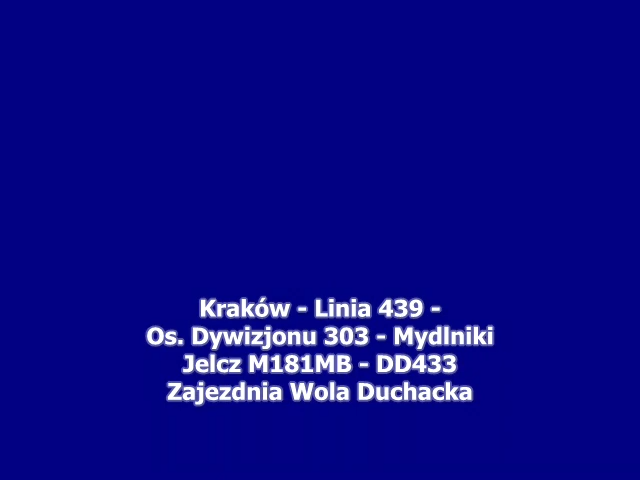 Kraków - Linia 439 -
Os. Dywizjonu 303 - Mydlniki
Jelcz M181MB - DD433
Zajezdnia Wola Duchacka